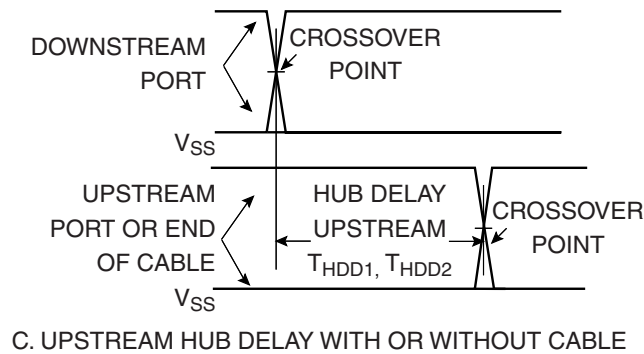 DOWNSTREAM
PORT
CROSSOVER
POINT
VSS
UPSTREAM
PORT OR END
OF CABLE
HUB DELAY
UPSTREAM
THDD1, THDD2
CROSSOVER
POINT
VSS
C. UPSTREAM HUB DELAY WITH OR WITHOUT CABLE